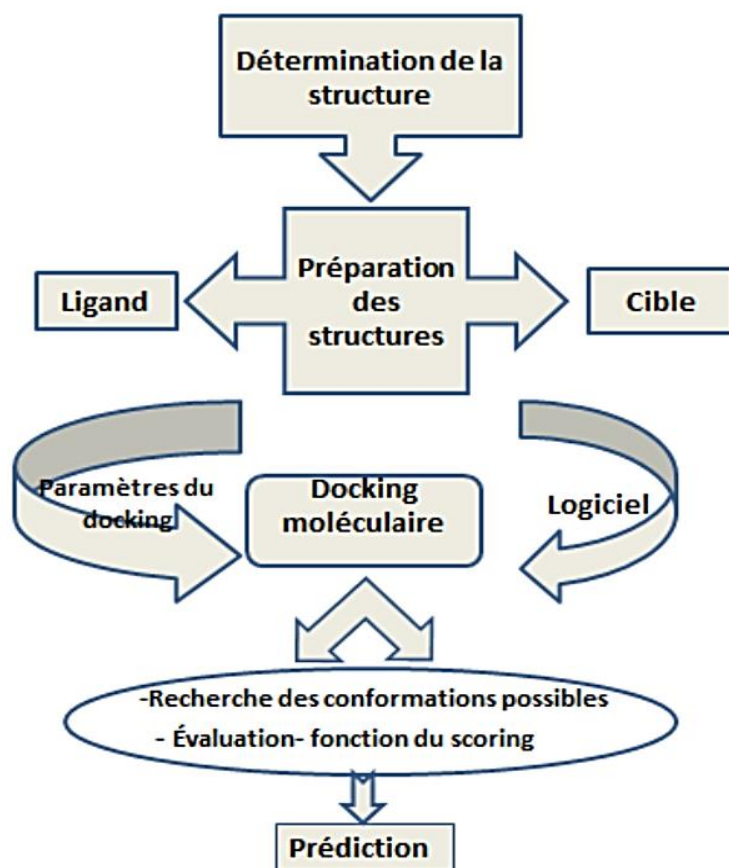 Détermination de la
structure
Préparation
des
structures
Ligand
Cible
Paramètres du
docking
Docking
moléculaire
Logiciel
-Recherche des conformations possibles
- Évaluation- fonction du scoring
Prédiction